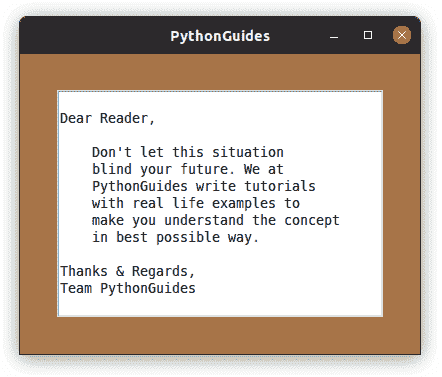 PythonGuides
Dear Reader,
Don't let this situation
blind your future. We at
PythonGuides write tutorials
with real life examples to
make you understand the concept
in best possible way.
Thanks & Regards,
Team PythonGuides